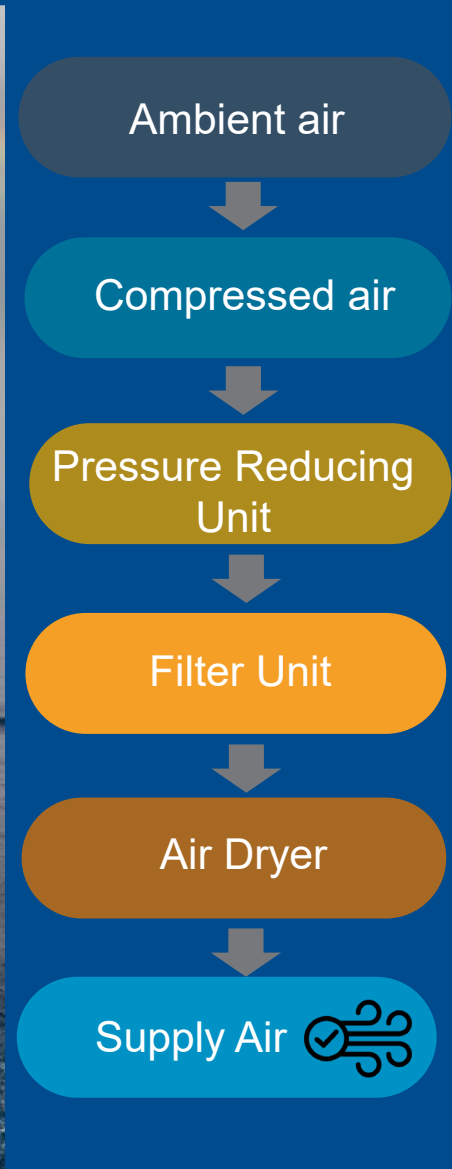 Ambient air
Compressed air
Pressure Reducing
Unit
Filter Unit
Air Dryer
Supply Air